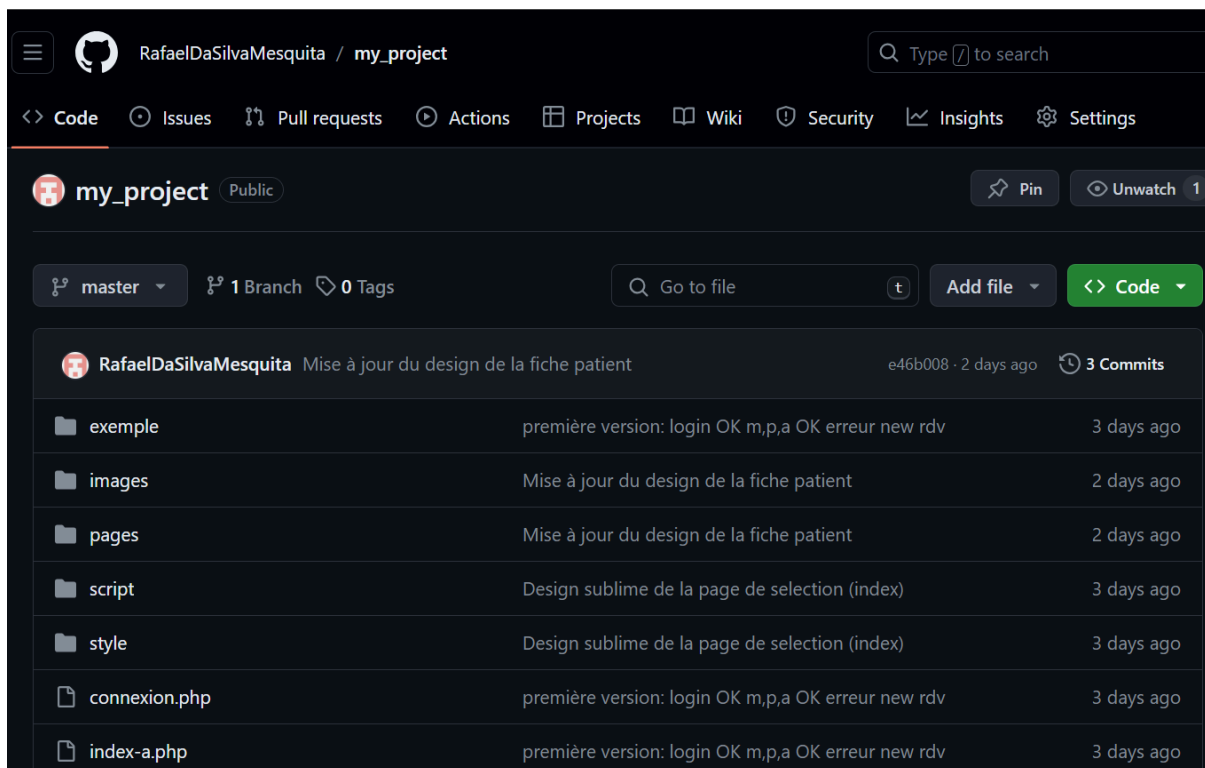 RafaelDaSilvaMesquita / my_project
Type / to search
Code Issues Pull requests Actions Projects Wiki Security Insights Settings
my_project Public Pin Unwatch 1
master 1 Branch 0 Tags Go to file t Add file Code
RafaelDaSilvaMesquita Mise à jour du design de la fiche patient e46b008 · 2 days ago 3 Commits
exemple première version: login OK m,p,a OK erreur new rdv 3 days ago
images Mise à jour du design de la fiche patient 2 days ago
pages Mise à jour du design de la fiche patient 2 days ago
script Design sublime de la page de selection (index) 3 days ago
style Design sublime de la page de selection (index) 3 days ago
connexion.php première version: login OK m,p,a OK erreur new rdv 3 days ago
index-a.php première version: login OK m,p,a OK erreur new rdv 3 days ago